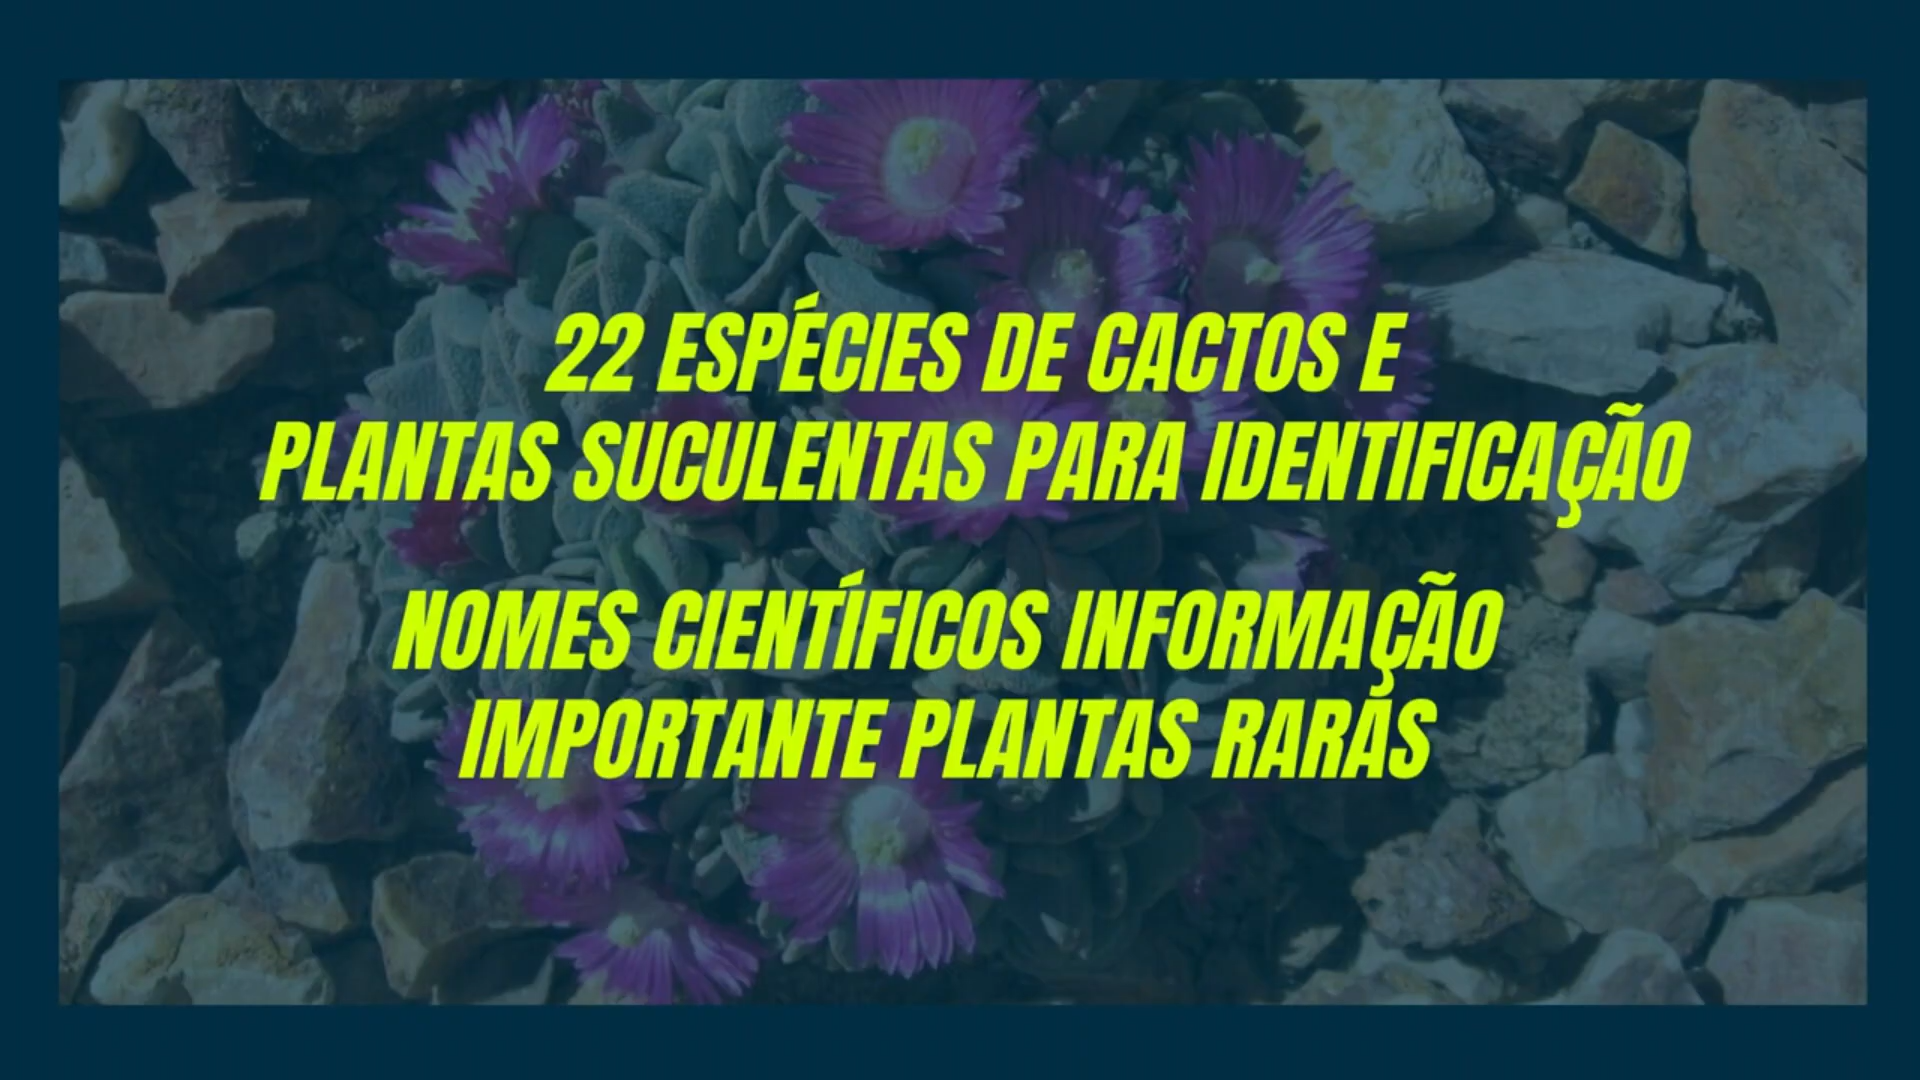 22 ESPÉCIES DE CACTOS E
PLANTAS SUCULENTAS PARA IDENTIFICAÇÃO
NOMES CIENTÍFICOS INFORMAÇÃO
IMPORTANTE PLANTAS RARAS